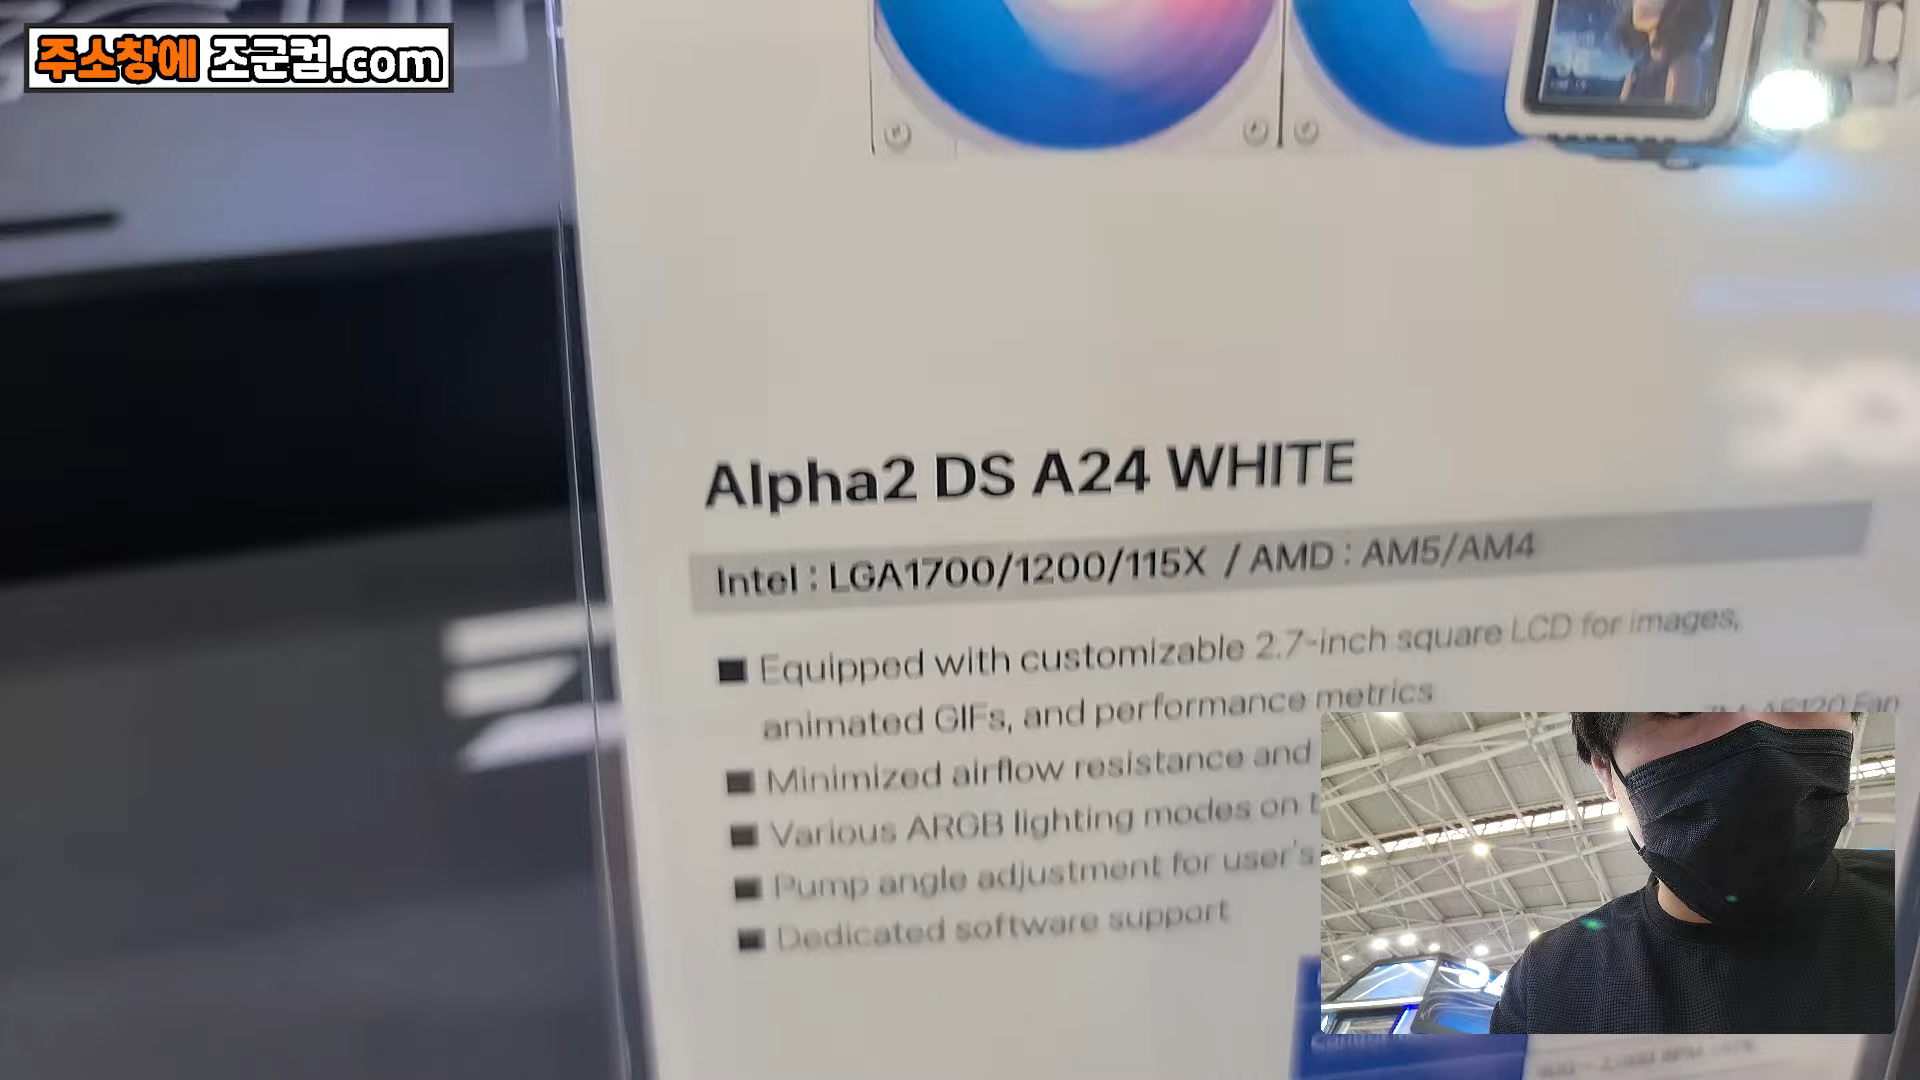 주소창에 조군컴.com
Alpha2 DS A24 WHITE
Intel : LGA1700/1200/115X / AMD : AM5/AM4
■ Equipped with customizable 2.7-inch square LCD for images,
animated GIFs, and performance metrics
■ Minimized airflow resistance and
■ Various ARGB lighting modes on
■ Pump angle adjustment for user's
■ Dedicated software support
Fan